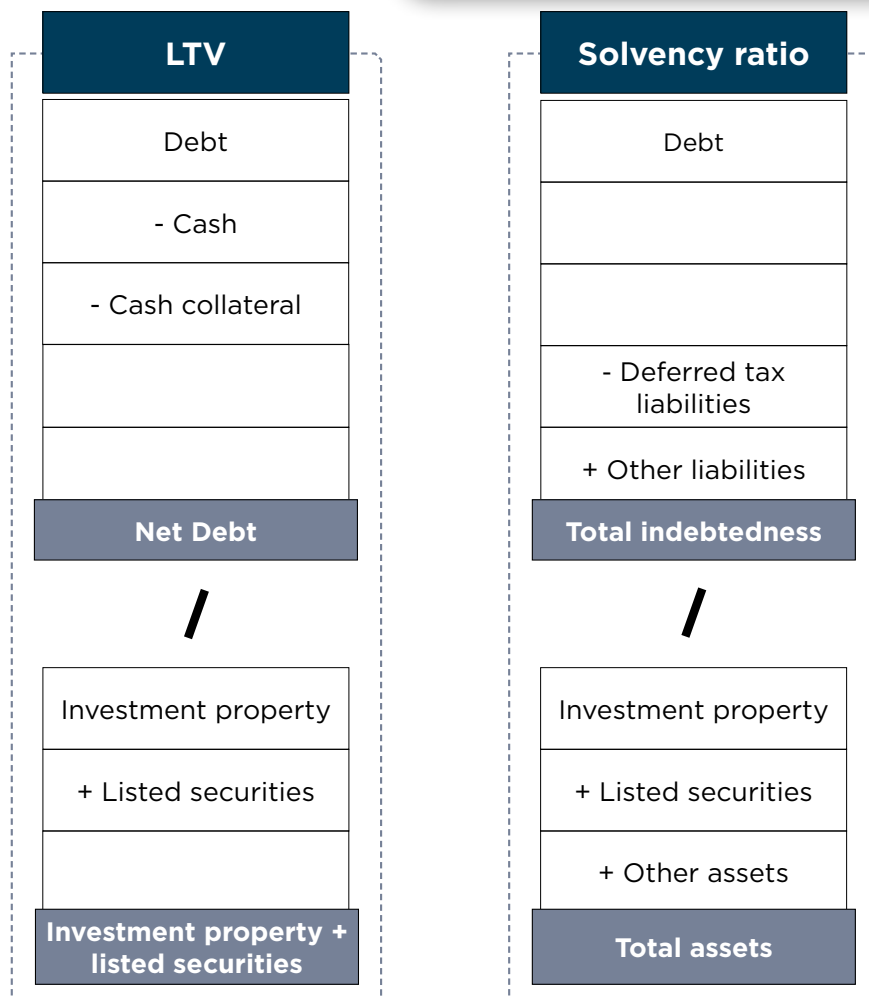 LTV
Debt
- Cash
- Cash collateral
Net Debt
/
Investment property
+ Listed securities
Investment property +
listed securities
Solvency ratio
Debt
- Deferred tax
liabilities
+ Other liabilities
Total indebtedness
/
Investment property
+ Listed securities
+ Other assets
Total assets